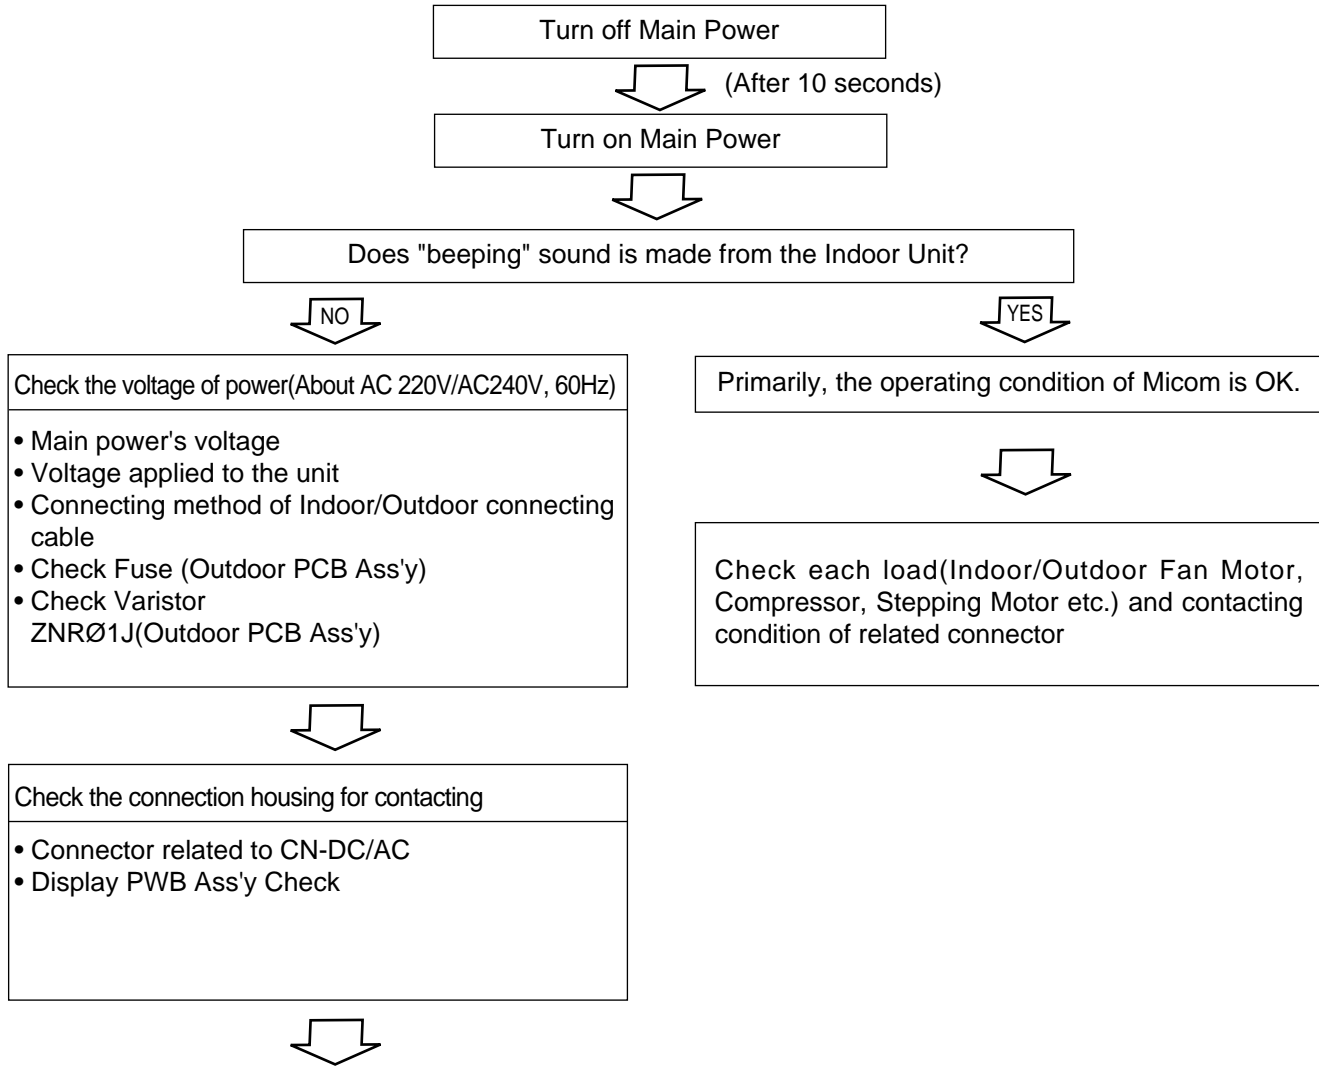 Turn off Main Power
(After 10 seconds)
Turn on Main Power
Does "beeping" sound is made from the Indoor Unit?
NO
YES
Check the voltage of power(About AC 220V/AC240V, 60Hz)
• Main power's voltage
• Voltage applied to the unit
• Connecting method of Indoor/Outdoor connecting
cable
• Check Fuse (Outdoor PCB Ass'y)
• Check Varistor
ZNRØ1J(Outdoor PCB Ass'y)
Primarily, the operating condition of Micom is OK.
Check each load(Indoor/Outdoor Fan Motor,
Compressor, Stepping Motor etc.) and contacting
condition of related connector
Check the connection housing for contacting
• Connector related to CN-DC/AC
• Display PWB Ass'y Check